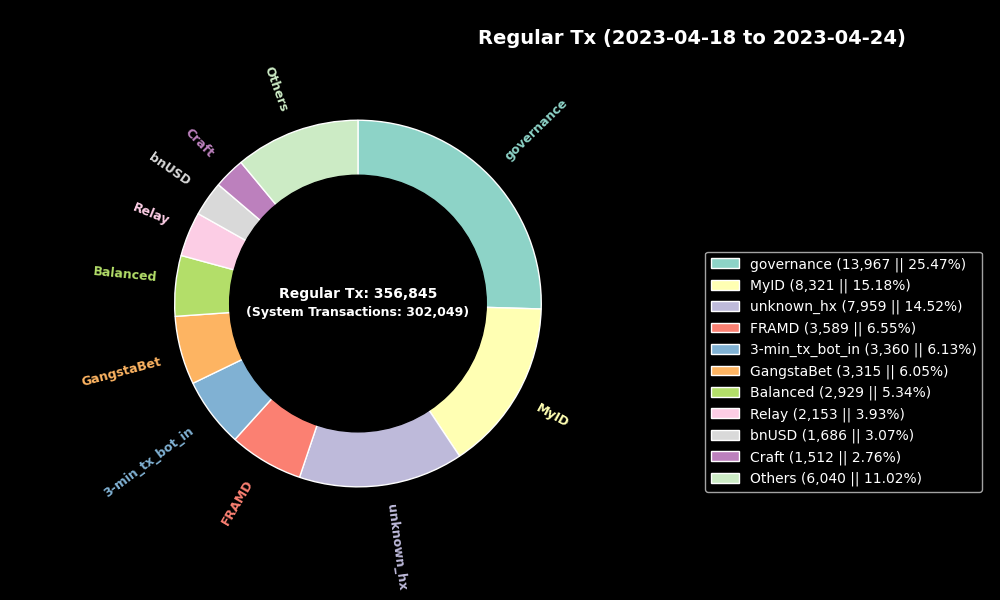 Regular Tx (2023-04-18 to 2023-04-24)
Others
governance
Craft
bnUSD
Relay
Balanced
GangstaBet
3-min_tx_bot_in
FRAMD
unknown_hx
MyID
Regular Tx: 356,845
(System Transactions: 302,049)
governance (13,967 || 25.47%)
MyID (8,321 || 15.18%)
unknown_hx (7,959 || 14.52%)
FRAMD (3,589 || 6.55%)
3-min_tx_bot_in (3,360 || 6.13%)
GangstaBet (3,315 || 6.05%)
Balanced (2,929 || 5.34%)
Relay (2,153 || 3.93%)
bnUSD (1,686 || 3.07%)
Craft (1,512 || 2.76%)
Others (6,040 || 11.02%)